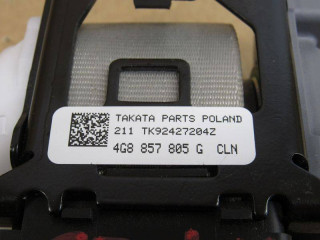 TAKATA PARTS POLAND
211 TK92427204Z
4G8 857 805 G CLN